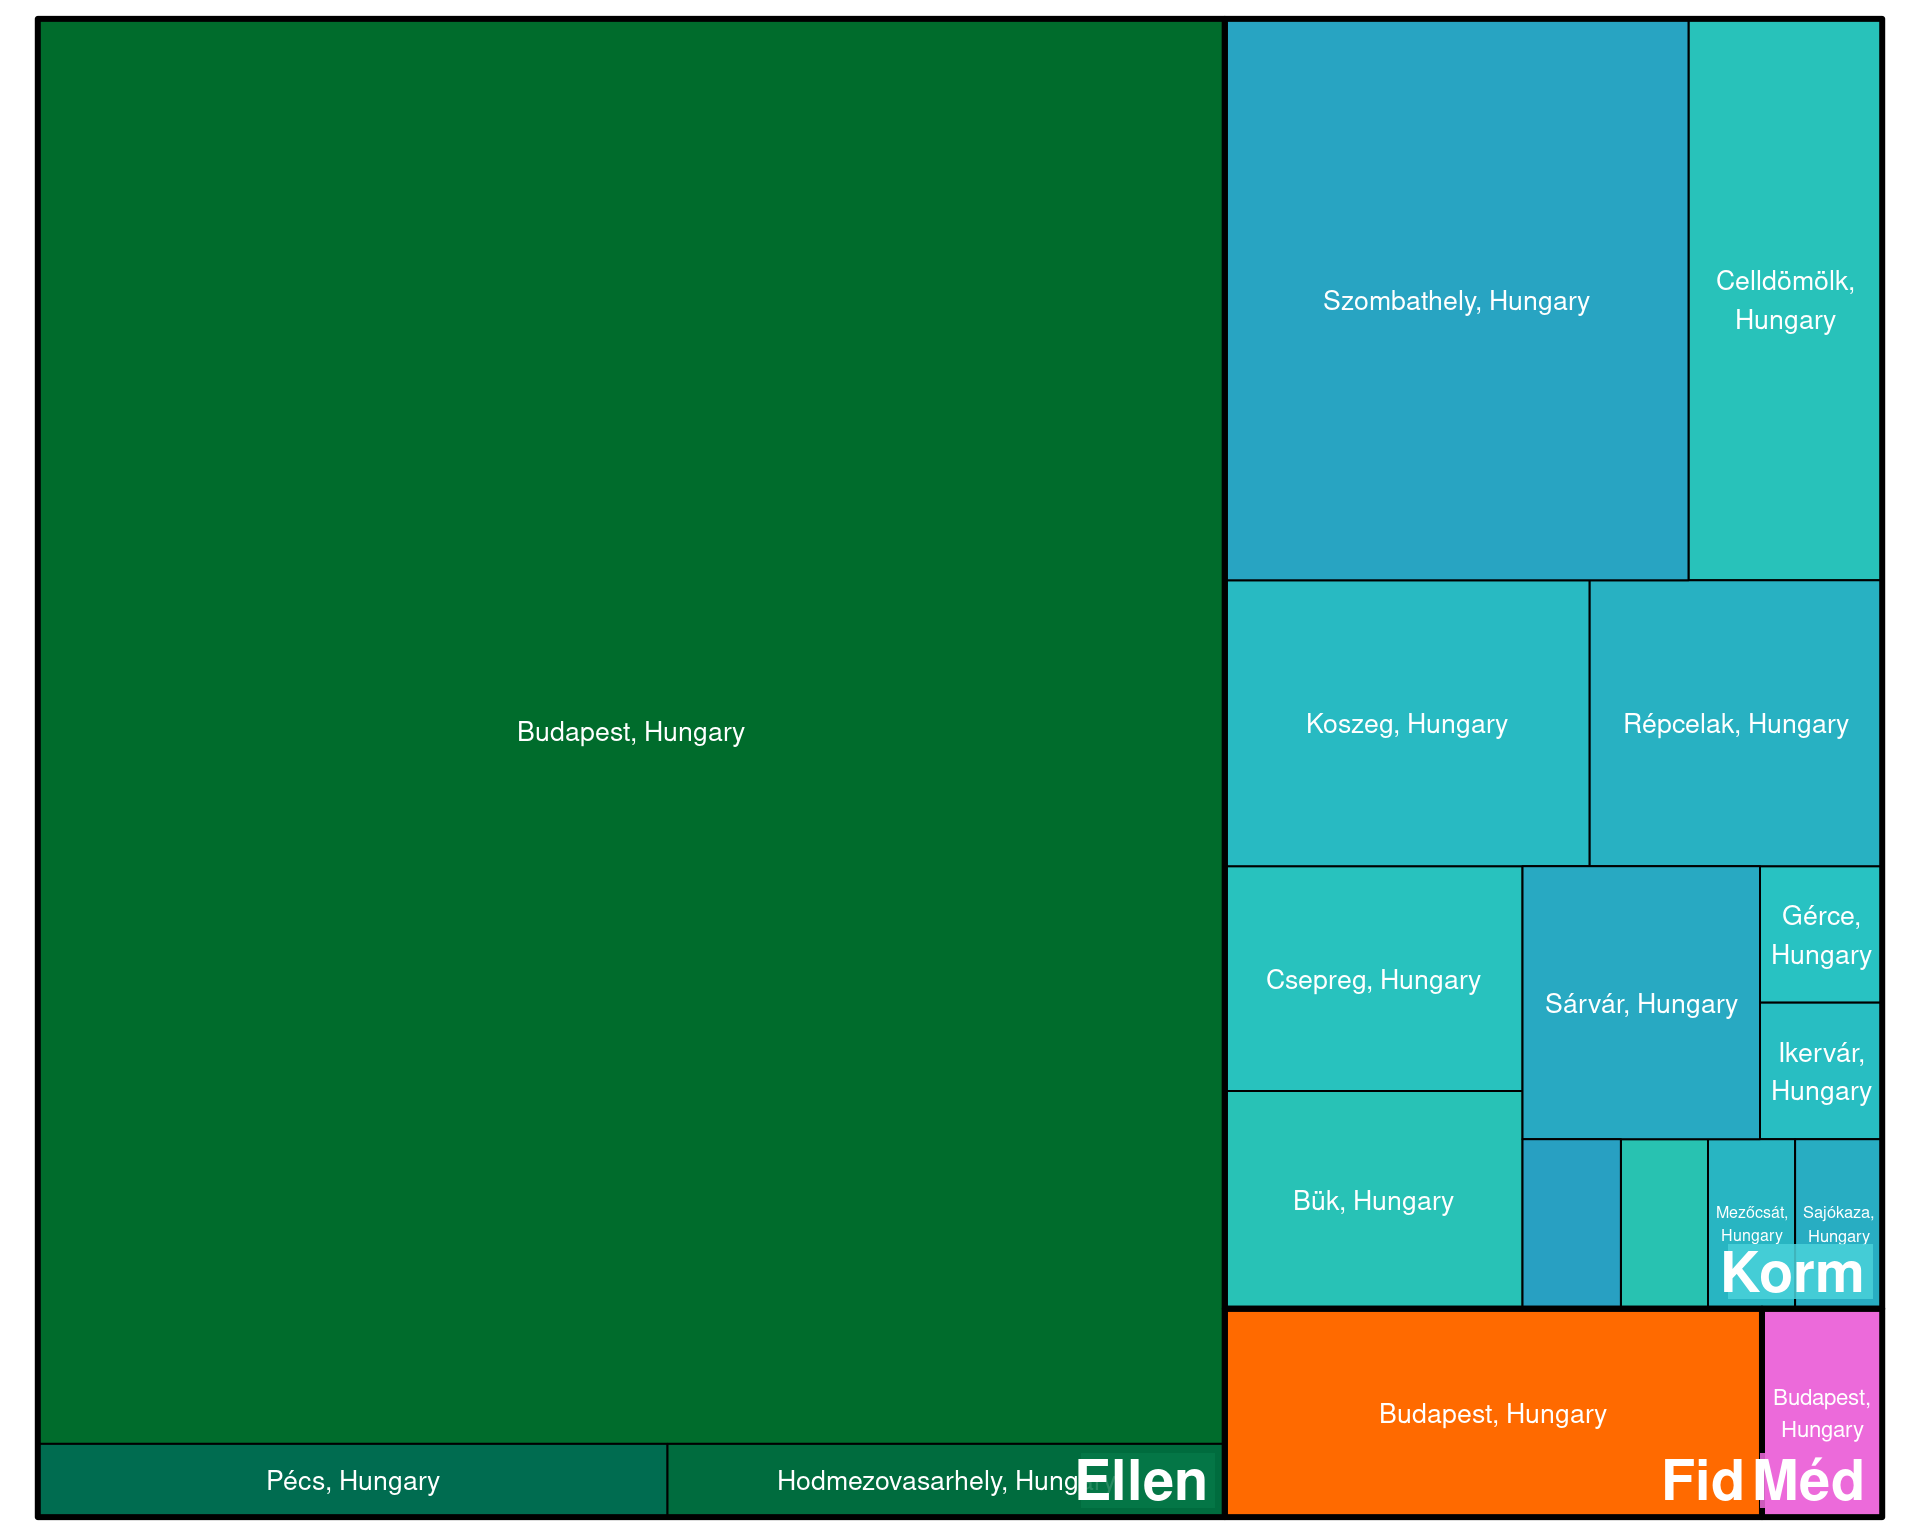 Budapest, Hungary
Pécs, Hungary
Hodmezovasarhely, Hungary
Ellen
Szombathely, Hungary
Celldömölk,
Hungary
Koszeg, Hungary
Répcelak, Hungary
Csepreg, Hungary
Sárvár, Hungary
Gérce,
Hungary
Ikervár,
Hungary
Bük, Hungary
Mezőcsát,
Hungary
Sajókaza,
Hungary
Korm
Budapest, Hungary
Fid
Budapest,
Hungary
Méd